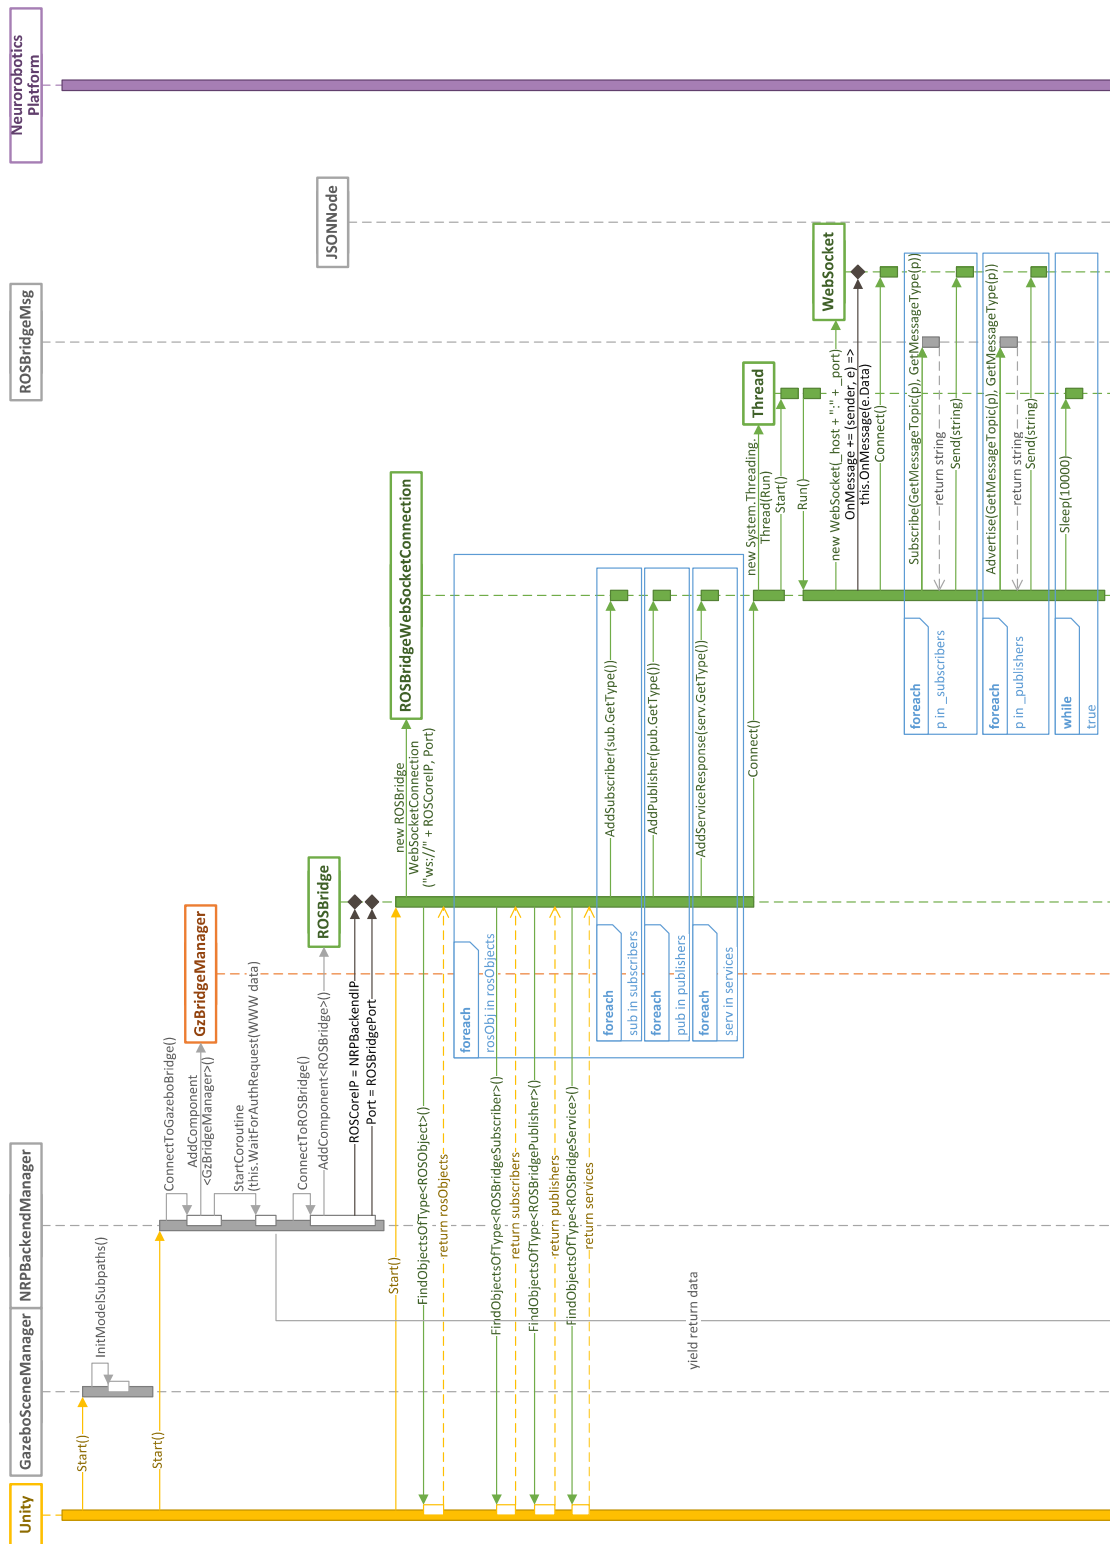 Unity
GazeboSceneManager
NRPBackendManager
GzBridgeManager
ROSBridge
ROSBridgeWebSocketConnection
Thread
WebSocket
ROSBridgeMsg
JSONNode
Neurorobotics
Platform
Start()
InitModelSubpaths()
Start()
ConnectToGazeboBridge()
AddComponent
<GzBridgeManager>()
StartCoroutine
(this.WaitForAuthRequest(WWW data)
ConnectToROSBridge()
AddComponent<ROSBridge>()
ROSCoreIP = NRPBackendIP
Port = ROSBridgePort
Start()
new ROSBridge
WebSocketConnection
("ws://" + ROSCoreIP, Port)
FindObjectsOfType<ROSObject>()
return rosObjects
foreach
rosObj in rosObjects
FindObjectsOfType<ROSBridgeSubscriber>()
return subscribers
FindObjectsOfType<ROSBridgePublisher>()
return publishers
FindObjectsOfType<ROSBridgeService>()
return services
foreach
sub in subscribers
AddSubscriber(sub.GetType())
foreach
pub in publishers
AddPublisher(pub.GetType())
foreach
serv in services
AddServiceResponse(serv.GetType())
yield return data
Connect()
new System.Threading.
Thread(Run)
Start()
Run()
new WebSocket(_host + ":" + _port)
OnMessage += (sender, e) =>
this.OnMessage(e.Data)
Connect()
foreach
p in _subscribers
Subscribe(GetMessageTopic(p), GetMessageType(p))
return string
Send(string)
foreach
p in _publishers
Advertise(GetMessageTopic(p), GetMessageType(p))
return string
Send(string)
while
true
Sleep(10000)